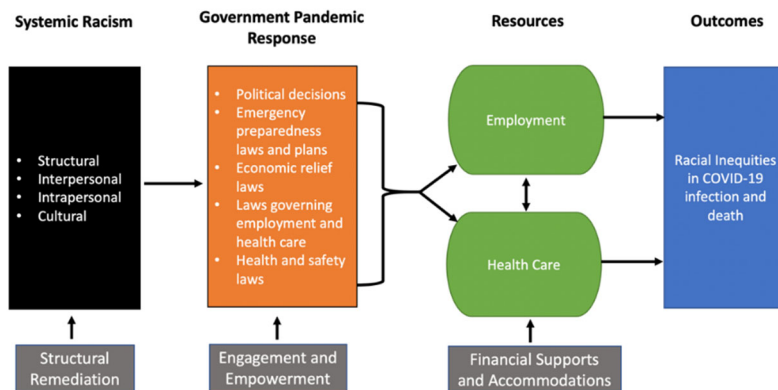 Systemic Racism
Government Pandemic
Response
Resources
Outcomes
• Structural
• Interpersonal
• Intrapersonal
• Cultural
• Political decisions
• Emergency
preparedness
laws and plans
• Economic relief
laws
• Laws governing
employment and
health care
• Health and safety
laws
Employment
Health Care
Racial Inequities
in COVID-19
infection and
death
Structural
Remediation
Engagement and
Empowerment
Financial Supports
and Accommodations